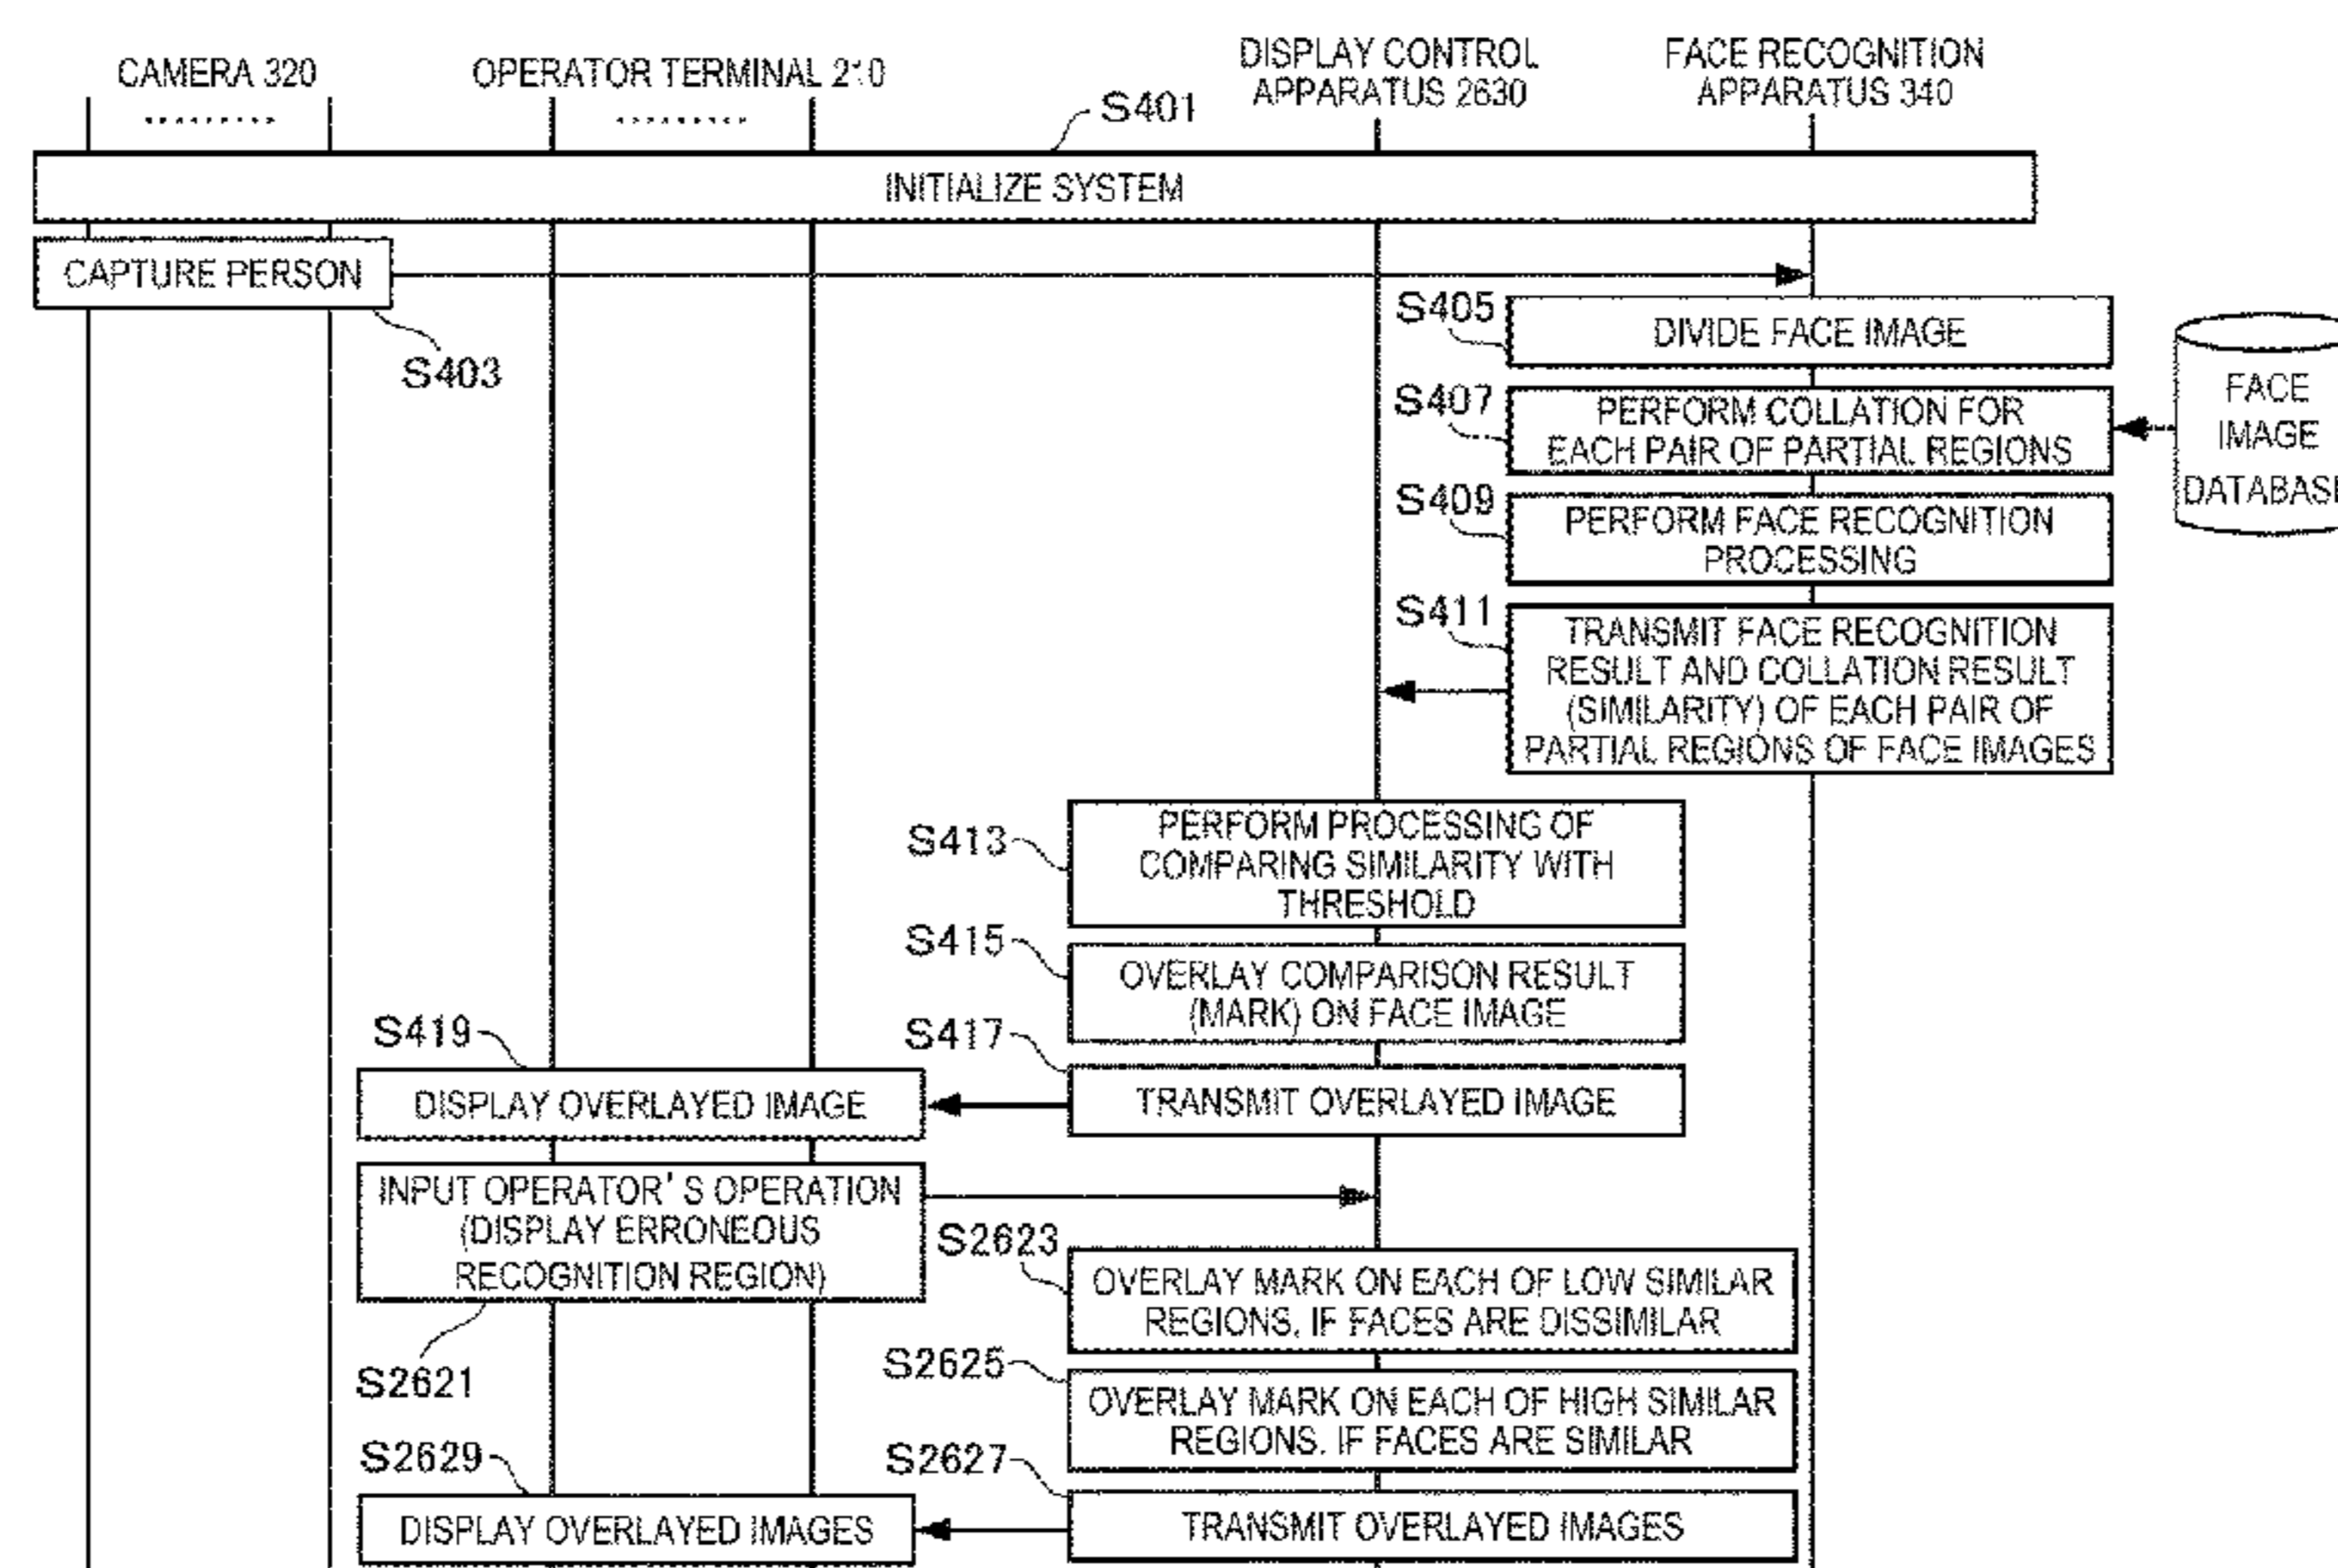 CAMERA 320
OPERATOR TERMINAL 210
DISPLAY CONTROL
APPARATUS 2630
FACE RECOGNITION
APPARATUS 340
S401
INITIALIZE SYSTEM
CAPTURE PERSON
S403
S405
DIVIDE FACE IMAGE
S407
PERFORM COLLATION FOR
EACH PAIR OF PARTIAL REGIONS
FACE
IMAGE
DATABASE
S409
PERFORM FACE RECOGNITION
PROCESSING
S411
TRANSMIT FACE RECOGNITION
RESULT AND COLLATION RESULT
(SIMILARITY) OF EACH PAIR OF
PARTIAL REGIONS OF FACE IMAGES
S413
PERFORM PROCESSING OF
COMPARING SIMILARITY WITH
THRESHOLD
S415
OVERLAY COMPARISON RESULT
(MARK) ON FACE IMAGE
S417
TRANSMIT OVERLAYED IMAGE
S419
DISPLAY OVERLAYED IMAGE
INPUT OPERATOR'S OPERATION
(DISPLAY ERRONEOUS
RECOGNITION REGION)
S2621
S2623
OVERLAY MARK ON EACH OF LOW SIMILAR
REGIONS, IF FACES ARE DISSIMILAR
S2625
OVERLAY MARK ON EACH OF HIGH SIMILAR
REGIONS, IF FACES ARE SIMILAR
S2627
TRANSMIT OVERLAYED IMAGES
S2629
DISPLAY OVERLAYED IMAGES